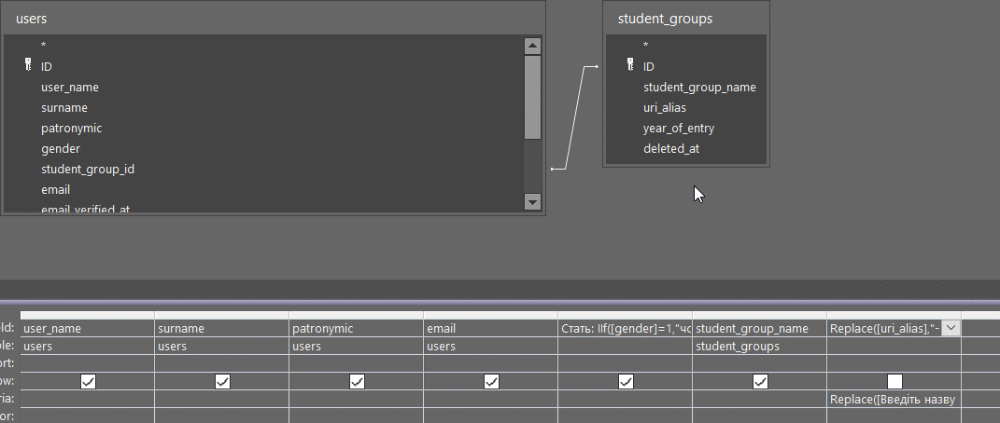 users student_groups
*
ID
user_name
surname
patronymic
gender
student_group_id
email
email_verified_at
*
ID
student_group_name
uri_alias
year_of_entry
deleted_at
eld: user_name surname patronymic email Стать: IIf([gender]=1,"чо student_group_name Replace([uri_alias],"-
ble: users users users users student_groups
ort:
ow:
ria: Replace([Введіть назву
or: